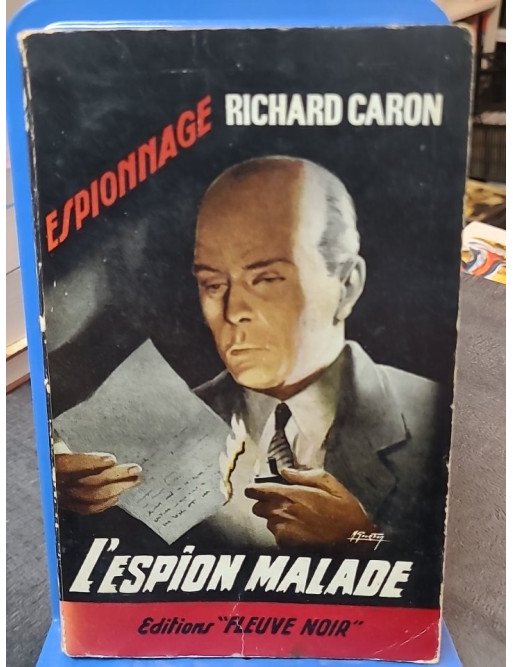 ESPIONNAGE
RICHARD CARON
L'ESPION MALADE
Editions "FLEUVE NOIR"